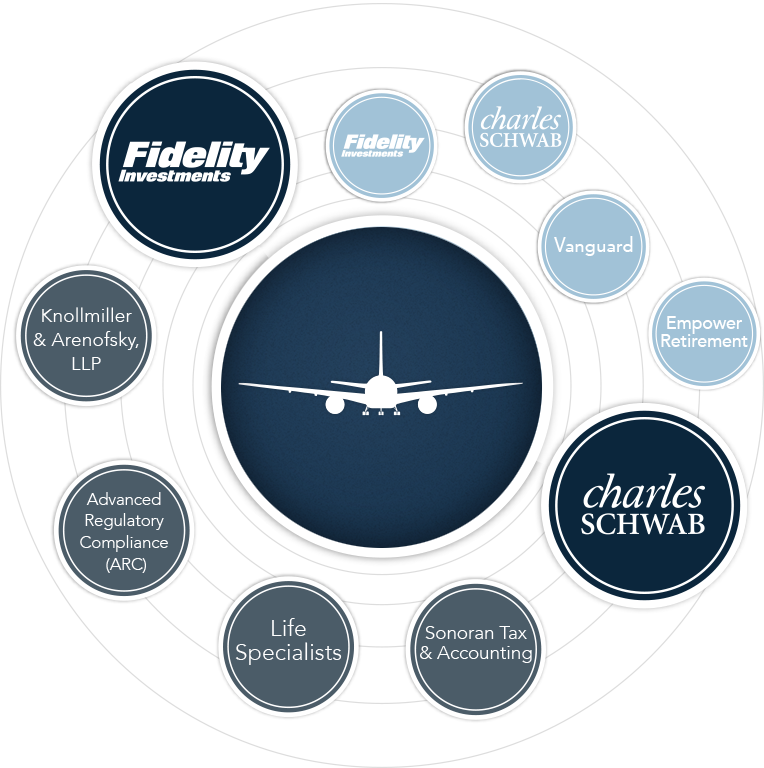 Fidelity
Investments
Fidelity
Investments
charles
SCHWAB
Vanguard
Empower
Retirement
Knollmiller
& Arenofsky,
LLP
charles
SCHWAB
Advanced
Regulatory
Compliance
(ARC)
Life
Specialists
Sonoran Tax
& Accounting